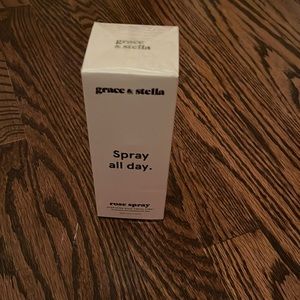 grace
& stella
grace & stella
Spray
all day.
rose spray